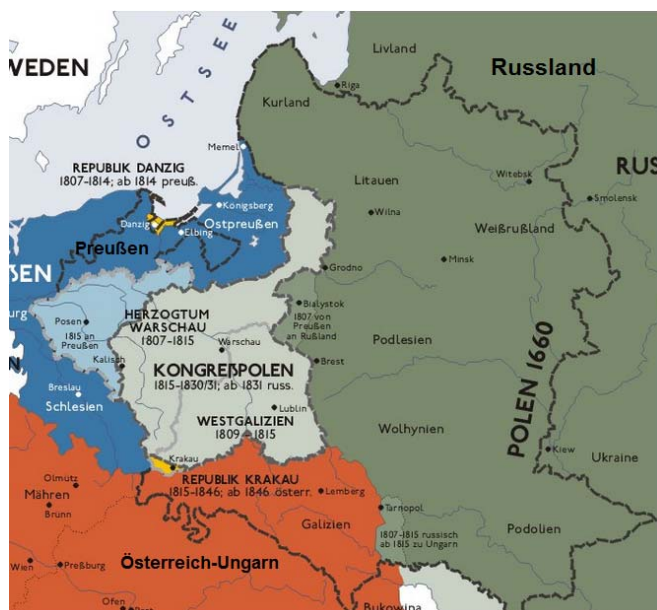 VEDEN
OSTSEE
Livland
Russland
Riga
Kurland
Memel
REPUBLIK DANZIG
1807-1814; ab 1814 preuß.
Litauen
Witebsk
RUS
Smolensk
Königsberg
Wilna
Danzig
Elbing
Ostpreußen
Weißrußland
Preußen
Minsk
Grodno
HERZOGTUM
WARSCHAU
1807-1815
Bialystok
1807 von
Preußen
an Rußland
Posen
1815 an
Preußen
Podlesien
POLEN 1660
Warschau
Kalisch
Brest
KONGREßPOLEN
1815-1830/31; ab 1831 russ.
Breslau
Schlesien
Lublin
WESTGALIZIEN
1809 - 1815
Wolhynien
Kiew
Ukraine
Krakau
REPUBLIK KRAKAU
1815-1846; ab 1846 österr.
Olmütz
Mähren
Brünn
Lemberg
Tarnopol
Galizien
1807-1815 russisch
ab 1815 zu Ungarn
Podolien
Österreich-Ungarn
Wien
Preßburg
Ofen
Bukowina